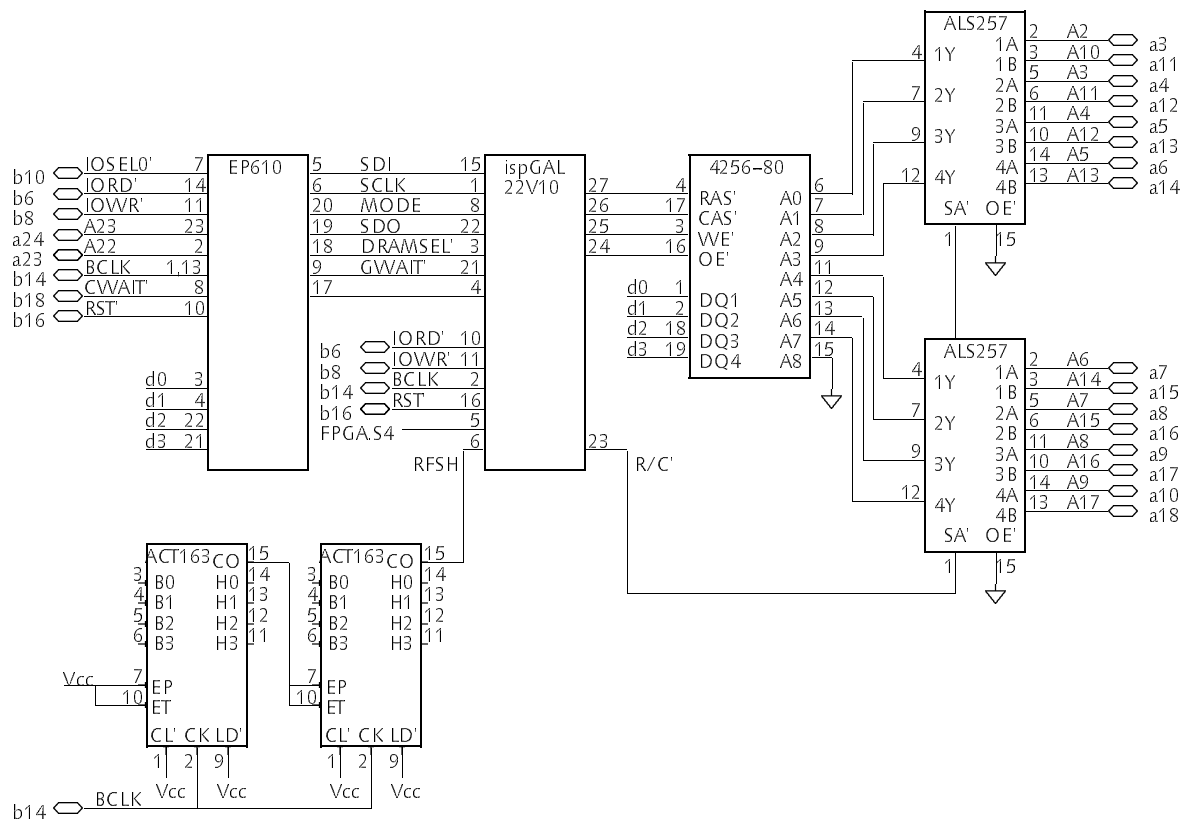 ALS257
2 A2 a3
1A
3 A10 a11
4 1Y 1B
5 A3 a4
2A
6 A11 a12
7 2Y 2B
11 A4 a5
3A
10 A12 a13
9 3Y 3B
14 A5 a6
4A
13 A13 a14
12 4Y 4B
SA' OE'
1 15
EP610
b10 IOSEL0' 7
b6 IORD' 14
b8 IOWR' 11
a24 A23 23
a23 A22 2
b14 BCLK 1,13
b18 CWAIT' 8
b16 RST' 10
d0 3
d1 4
d2 22
d3 21
5 SDI 15
6 SCLK 1
20 MODE 8
19 SDO 22
18 DRAMSEL' 3
9 GWAIT' 21
17 4
ispGAL
22V10
b6 IORD' 10
b8 IOWR' 11
b14 BCLK 2
b16 RST' 16
FPGA.S4 5
RFSH 6
27 4
26 17
25 3
24 16
23 R/C'
4256-80
RAS' A0 6
CAS' A1 7
WE' A2 8
OE' A3 9
A4 11
d0 1 DQ1 A5 12
d1 2 DQ2 A6 13
d2 18 DQ3 A7 14
d3 19 DQ4 A8 15
ALS257
2 A6 a7
1A
3 A14 a15
4 1Y 1B
5 A7 a8
2A
6 A15 a16
7 2Y 2B
11 A8 a9
3A
10 A16 a17
9 3Y 3B
14 A9 a10
4A
13 A17 a18
12 4Y 4B
SA' OE'
1 15
ACT163 CO 15
3 B0 H0 14
4 B1 H1 13
5 B2 H2 12
6 B3 H3 11
Vcc 7 EP
10 ET
CL' CK LD'
1 2 9
Vcc Vcc
ACT163 CO 15
3 B0 H0 14
4 B1 H1 13
5 B2 H2 12
6 B3 H3 11
7 EP
10 ET
CL' CK LD'
1 2 9
Vcc Vcc
b14 BCLK